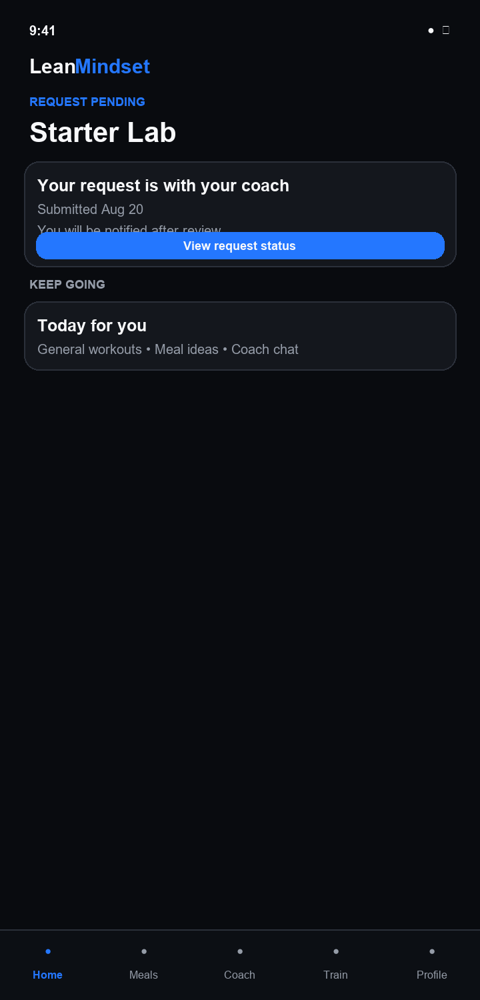 9:41
LeanMindset
REQUEST PENDING
Starter Lab
Your request is with your coach
Submitted Aug 20
You will be notified after review.
View request status
KEEP GOING
Today for you
General workouts • Meal ideas • Coach chat
Home Meals Coach Train Profile